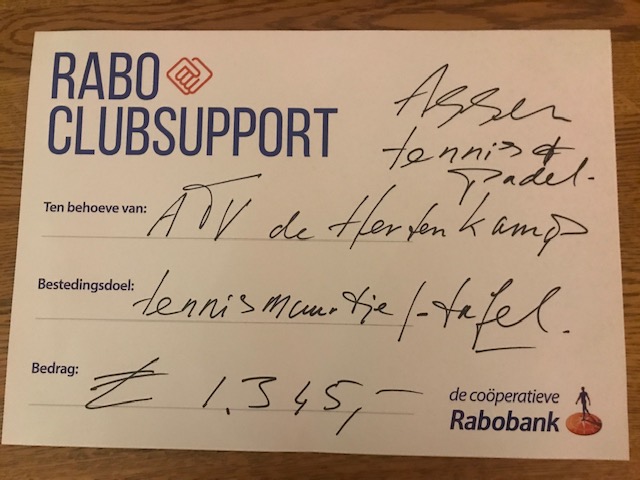 RABO
CLUBSUPPORT
Assen
tennis &
padel.
Ten behoeve van: ATV de Hertenkamp
Bestedingsdoel: tennismuurtje/-tafel.
Bedrag: € 1.345,-
de coöperatieve
Rabobank